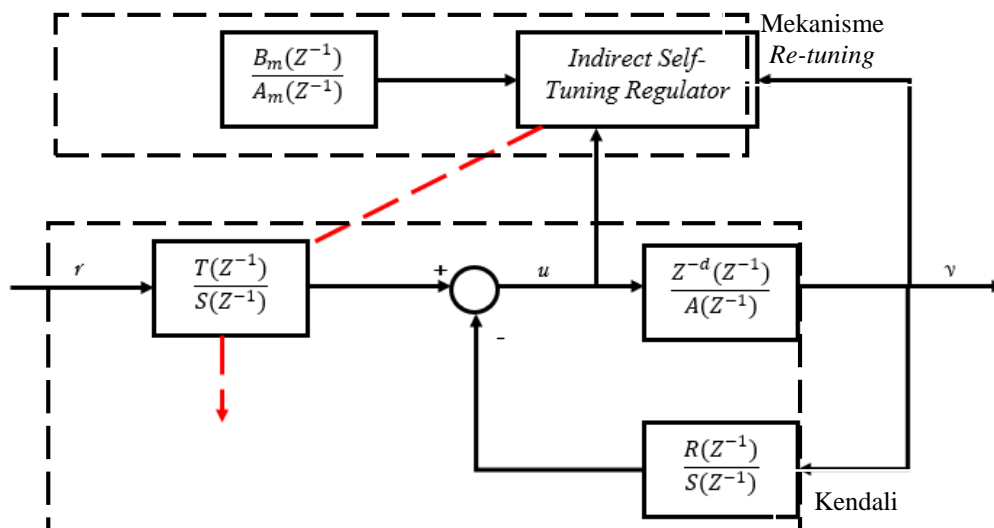 Mekanisme
Re-tuning
B_m(Z^{-1})
A_m(Z^{-1})
Indirect Self-
Tuning Regulator
r
T(Z^{-1})
S(Z^{-1})
+
-
u
Z^{-d}(Z^{-1})
A(Z^{-1})
y
R(Z^{-1})
S(Z^{-1})
Kendali